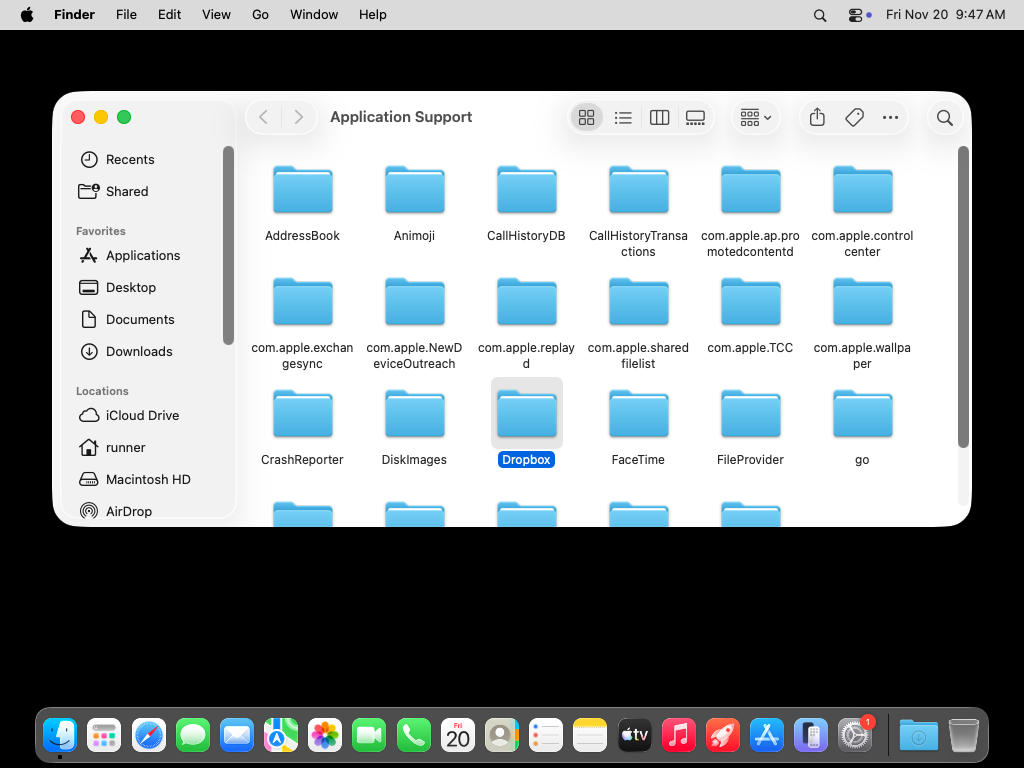 Finder File Edit View Go Window Help Fri Nov 20 9:47 AM
Application Support
Recents
Shared
Favorites
Applications
Desktop
Documents
Downloads
Locations
iCloud Drive
runner
Macintosh HD
AirDrop
AddressBook
Animoji
CallHistoryDB
CallHistoryTransa
ctions
com.apple.ap.pro
motedcontentd
com.apple.control
center
com.apple.exchan
gesync
com.apple.NewD
eviceOutreach
com.apple.replay
d
com.apple.shared
filelist
com.apple.TCC
com.apple.wallpa
per
CrashReporter
DiskImages
Dropbox
FaceTime
FileProvider
go
Fri
20
tv
1